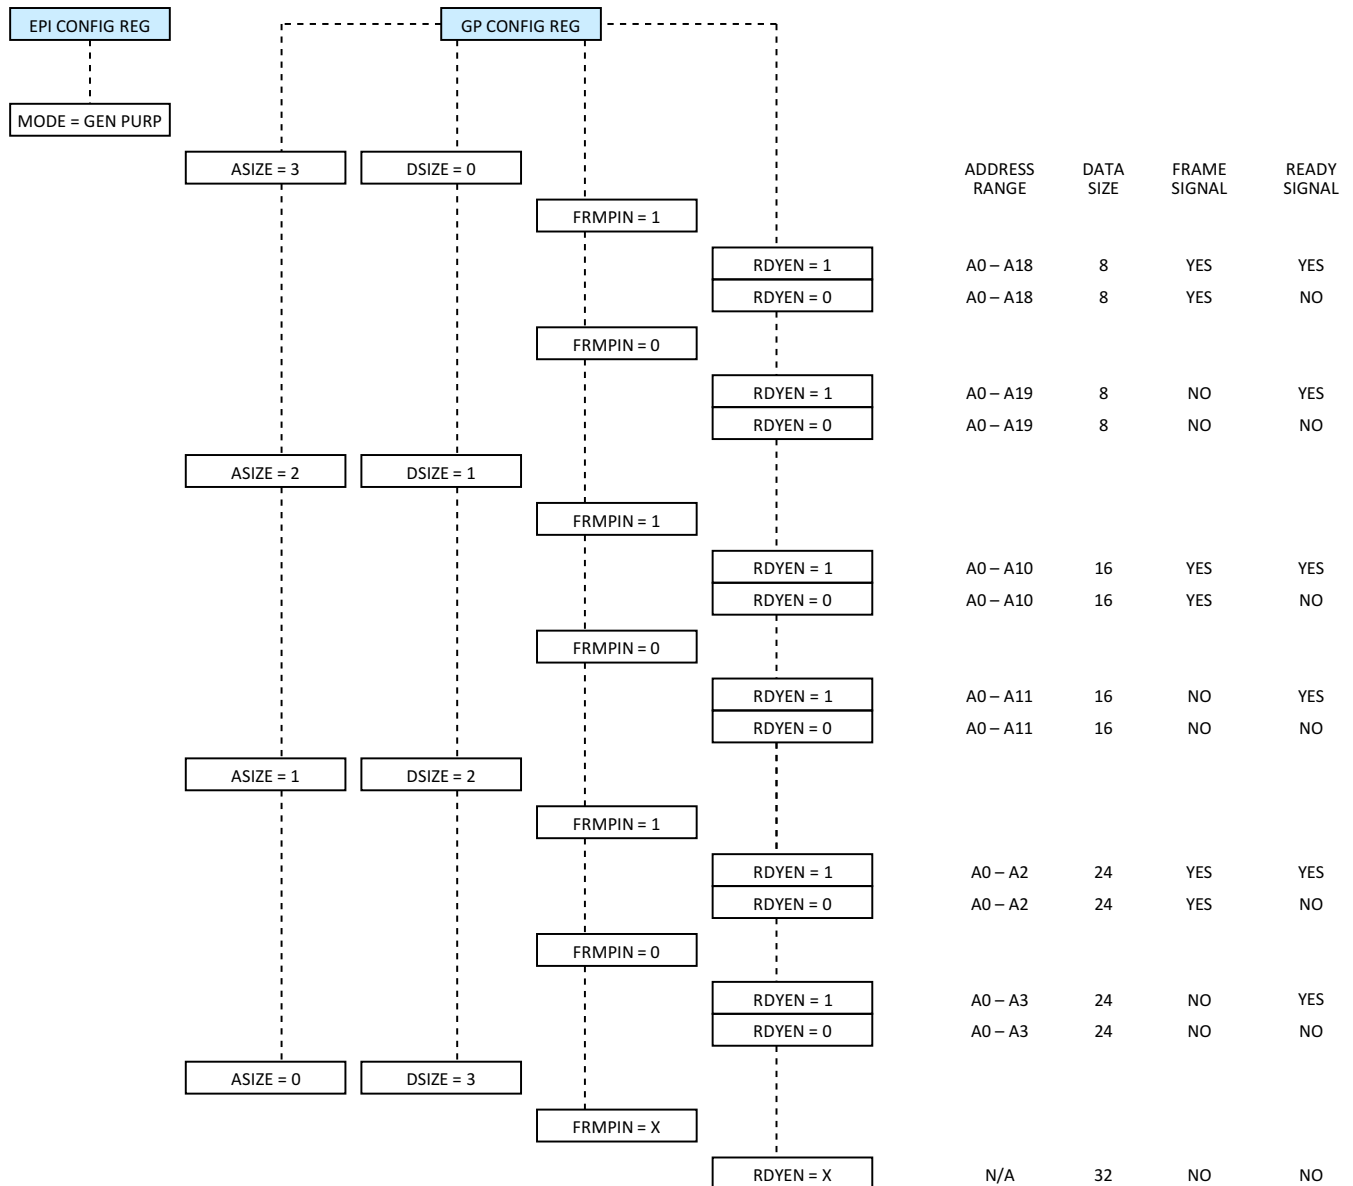 EPI CONFIG REG
GP CONFIG REG
MODE = GEN PURP
ASIZE = 3 DSIZE = 0
ADDRESS RANGE DATA SIZE FRAME SIGNAL READY SIGNAL
FRMPIN = 1
RDYEN = 1 A0 – A18 8 YES YES
RDYEN = 0 A0 – A18 8 YES NO
FRMPIN = 0
RDYEN = 1 A0 – A19 8 NO YES
RDYEN = 0 A0 – A19 8 NO NO
ASIZE = 2 DSIZE = 1
FRMPIN = 1
RDYEN = 1 A0 – A10 16 YES YES
RDYEN = 0 A0 – A10 16 YES NO
FRMPIN = 0
RDYEN = 1 A0 – A11 16 NO YES
RDYEN = 0 A0 – A11 16 NO NO
ASIZE = 1 DSIZE = 2
FRMPIN = 1
RDYEN = 1 A0 – A2 24 YES YES
RDYEN = 0 A0 – A2 24 YES NO
FRMPIN = 0
RDYEN = 1 A0 – A3 24 NO YES
RDYEN = 0 A0 – A3 24 NO NO
ASIZE = 0 DSIZE = 3
FRMPIN = X
RDYEN = X N/A 32 NO NO